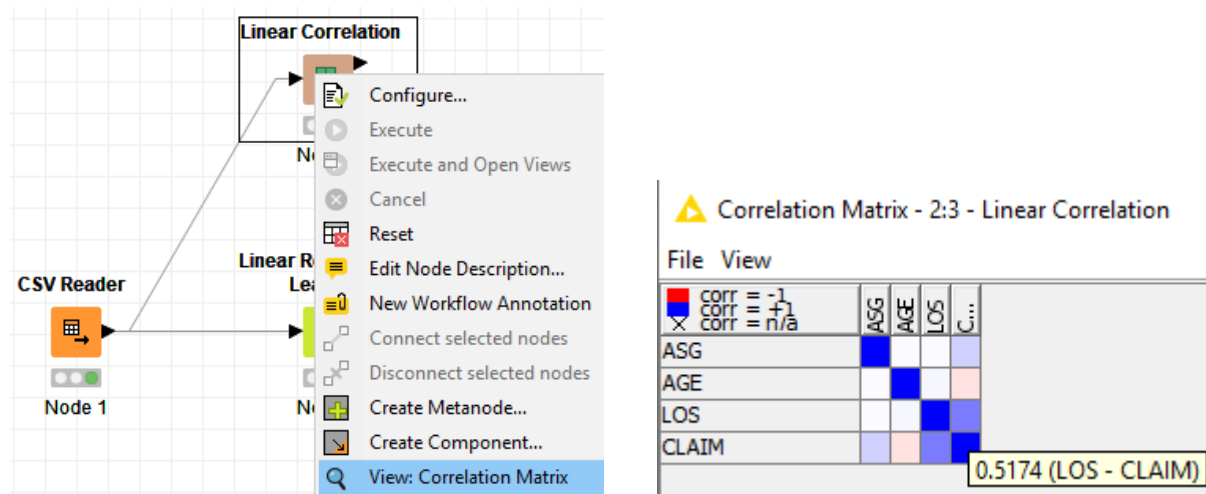 Linear Correlation
Configure...
Execute
Execute and Open Views
Cancel
Reset
Edit Node Description...
New Workflow Annotation
Connect selected nodes
Disconnect selected nodes
Create Metanode...
Create Component...
View: Correlation Matrix
No
Linear R
Lea
No
CSV Reader
Node 1
Correlation Matrix - 2:3 - Linear Correlation
File View
corr = -1
corr = +1
corr = n/a
ASG AGE LOS C...
ASG
AGE
LOS
CLAIM
0.5174 (LOS - CLAIM)